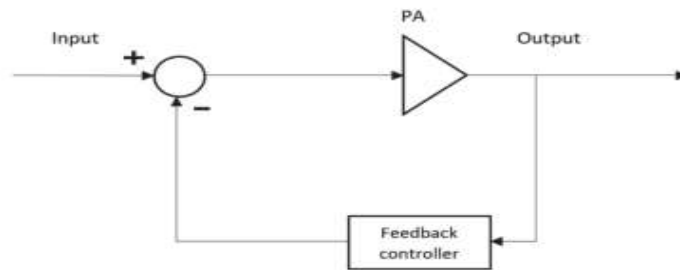 PA
Input
Output
+
−
Feedback
controller